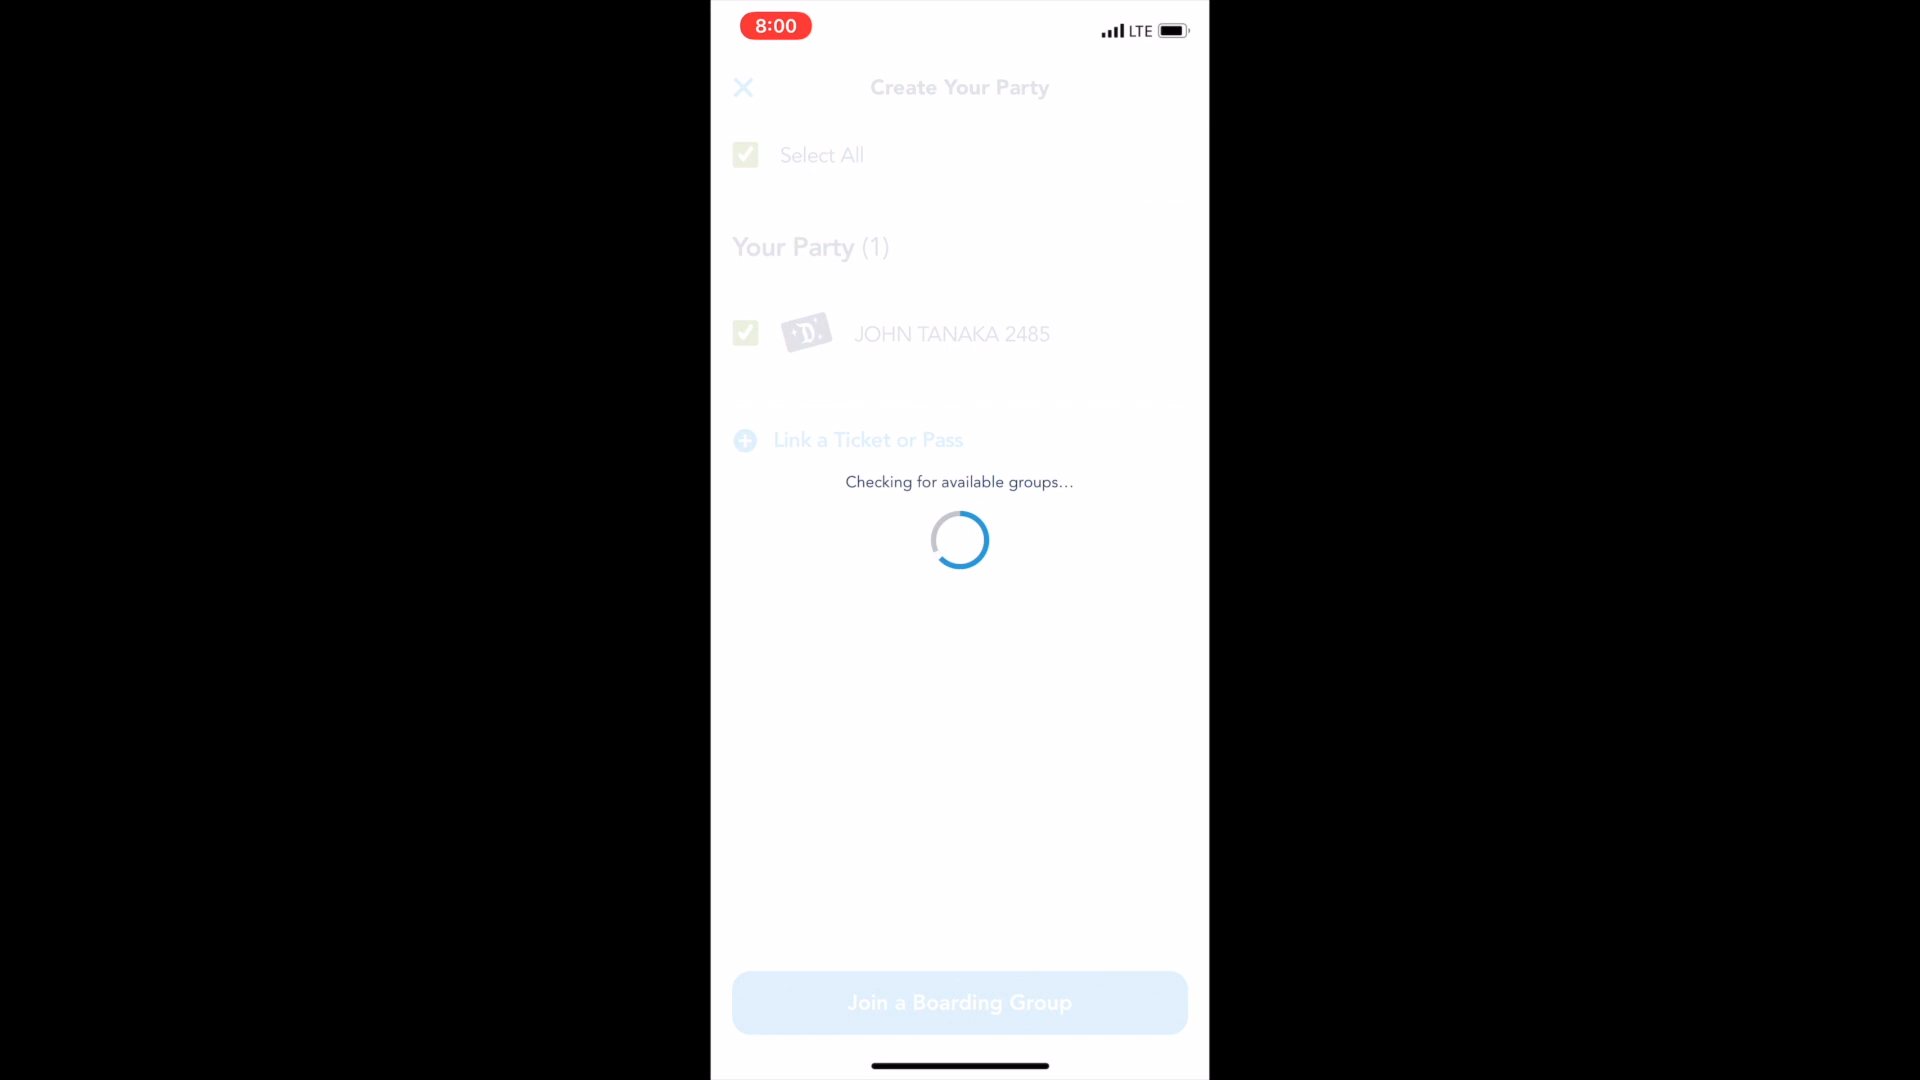 8:00
LTE
Create Your Party
Select All
Your Party (1)
D
JOHN TANAKA 2485
Link a Ticket or Pass
Checking for available groups...
Join a Boarding Group